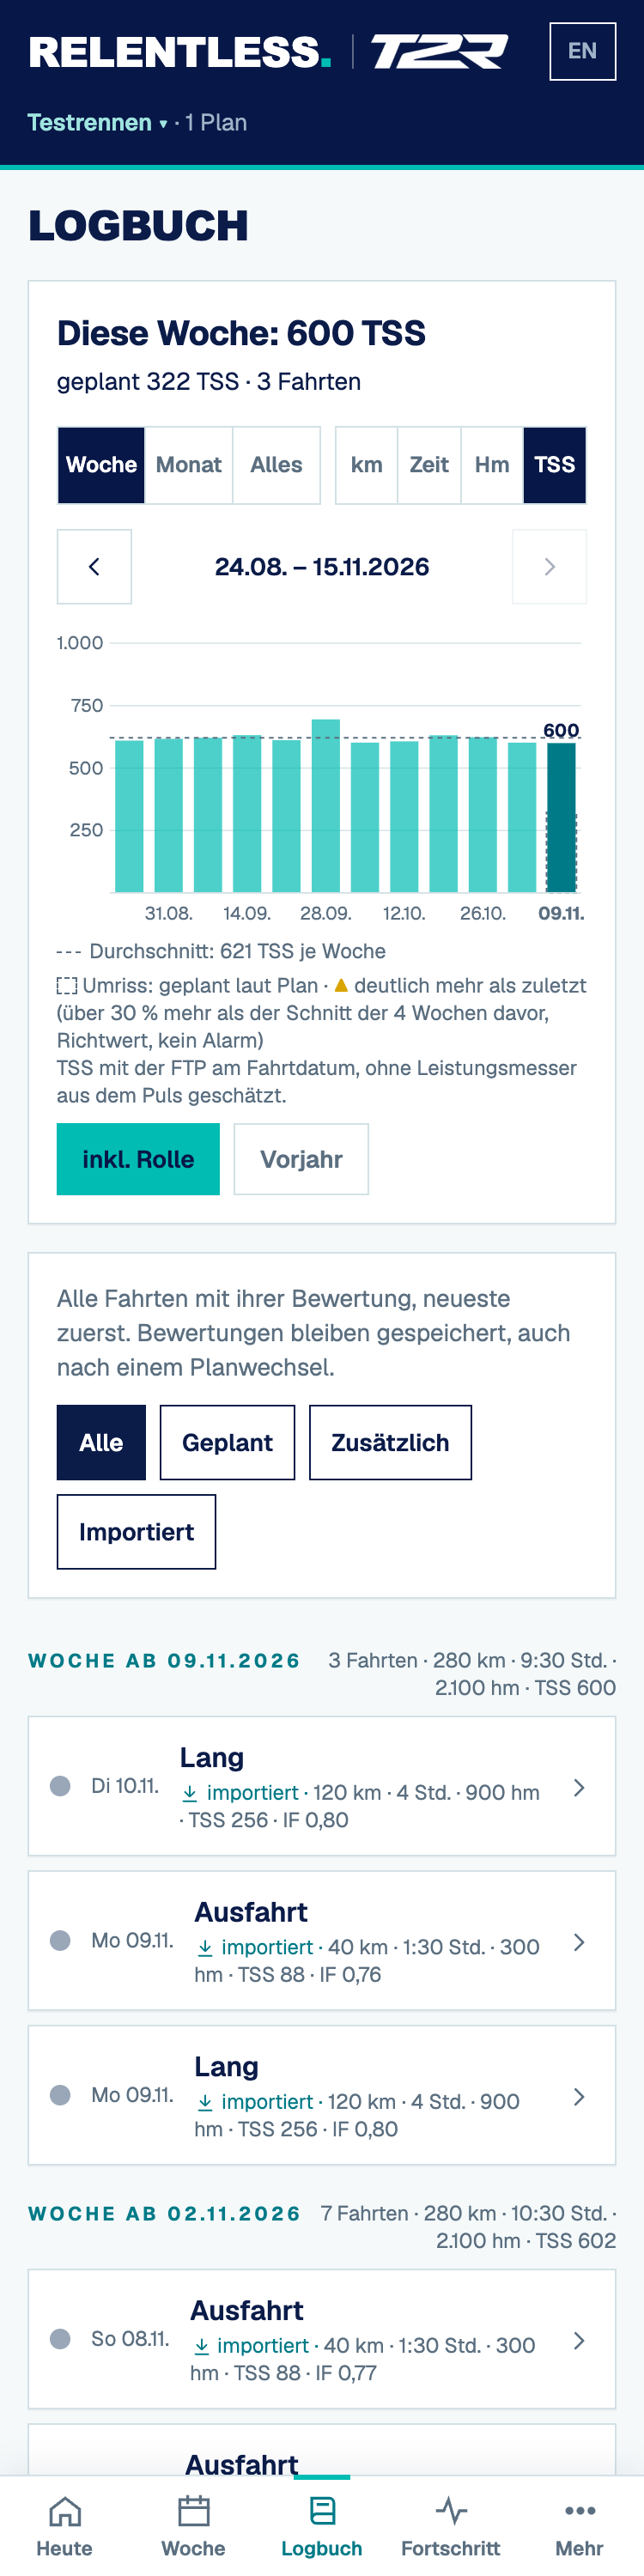 RELENTLESS. | T2R
EN
Testrennen ▾ · 1 Plan
LOGBUCH
Diese Woche: 600 TSS
geplant 322 TSS · 3 Fahrten
Woche Monat Alles km Zeit Hm TSS
24.08. – 15.11.2026
1.000
750
600
500
250
31.08. 14.09. 28.09. 12.10. 26.10. 09.11.
Durchschnitt: 621 TSS je Woche
Umriss: geplant laut Plan · ▲ deutlich mehr als zuletzt
(über 30 % mehr als der Schnitt der 4 Wochen davor,
Richtwert, kein Alarm)
TSS mit der FTP am Fahrtdatum, ohne Leistungsmesser
aus dem Puls geschätzt.
inkl. Rolle Vorjahr
Alle Fahrten mit ihrer Bewertung, neueste
zuerst. Bewertungen bleiben gespeichert, auch
nach einem Planwechsel.
Alle Geplant Zusätzlich
Importiert
WOCHE AB 09.11.2026 3 Fahrten · 280 km · 9:30 Std. ·
2.100 hm · TSS 600
Lang
Di 10.11. importiert · 120 km · 4 Std. · 900 hm
· TSS 256 · IF 0,80
Ausfahrt
Mo 09.11. importiert · 40 km · 1:30 Std. · 300
hm · TSS 88 · IF 0,76
Lang
Mo 09.11. importiert · 120 km · 4 Std. · 900
hm · TSS 256 · IF 0,80
WOCHE AB 02.11.2026 7 Fahrten · 280 km · 10:30 Std. ·
2.100 hm · TSS 602
Ausfahrt
So 08.11. importiert · 40 km · 1:30 Std. · 300
hm · TSS 88 · IF 0,77
Ausfahrt
Heute Woche Logbuch Fortschritt Mehr